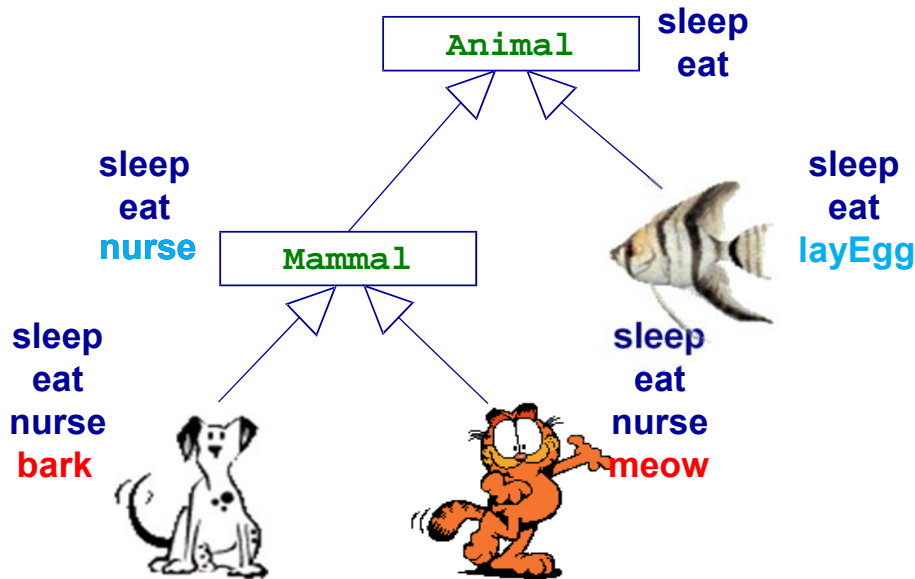 Animal
sleep
eat
sleep
eat
nurse
Mammal
sleep
eat
layEgg
sleep
eat
nurse
bark
sleep
eat
nurse
meow